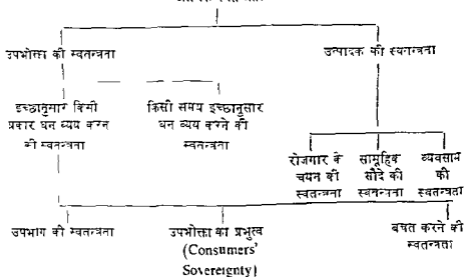 उपभोक्ता की स्वतन्त्रता
उत्पादक की स्वतन्त्रता
इच्छानुसार किसी
प्रकार धन व्यय करने
की स्वतन्त्रता
किसी समय इच्छानुसार
धन व्यय करने की
स्वतन्त्रता
रोजगार के
चयन की
स्वतन्त्रता
सामूहिक
सौदे की
स्वतन्त्रता
व्यवसाय
की
स्वतन्त्रता
उपभोग की स्वतन्त्रता
उपभोक्ता का प्रभुत्व
(Consumers'
Sovereignty)
बचत करने की
स्वतन्त्रता